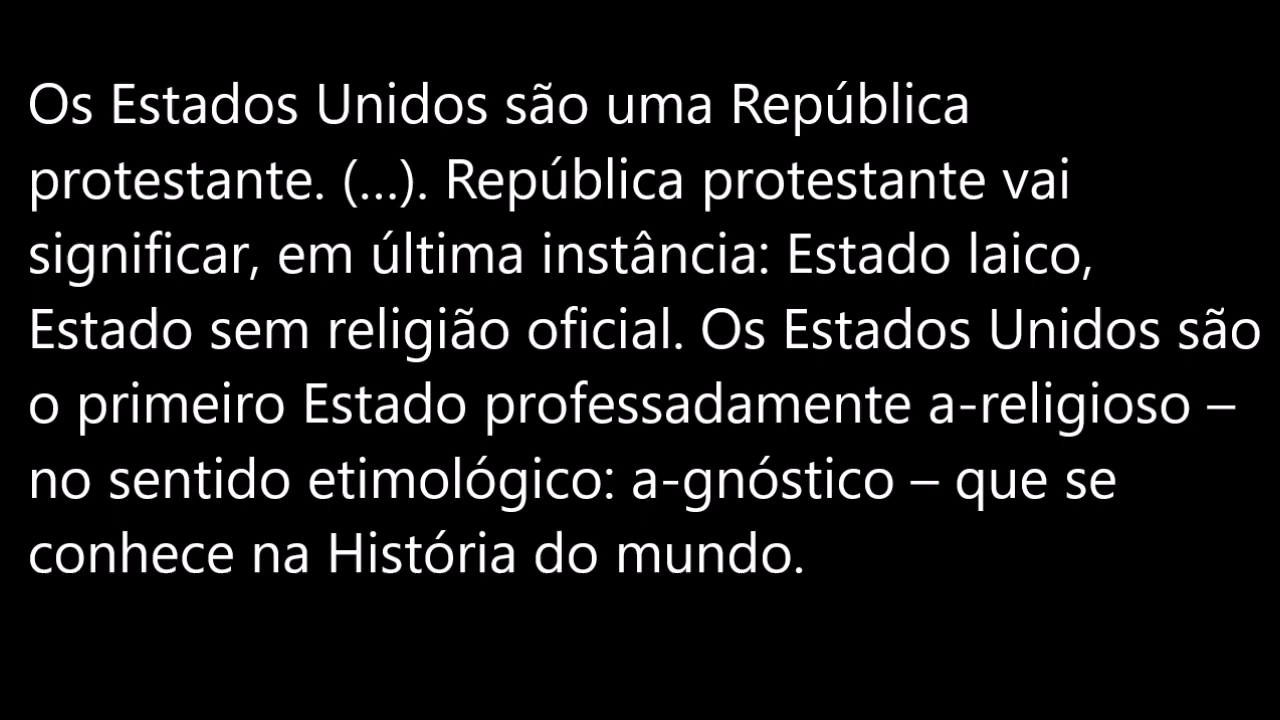 Os Estados Unidos são uma República
protestante. (...). República protestante vai
significar, em última instância: Estado laico,
Estado sem religião oficial. Os Estados Unidos são
o primeiro Estado professadamente a-religioso –
no sentido etimológico: a-gnóstico – que se
conhece na História do mundo.